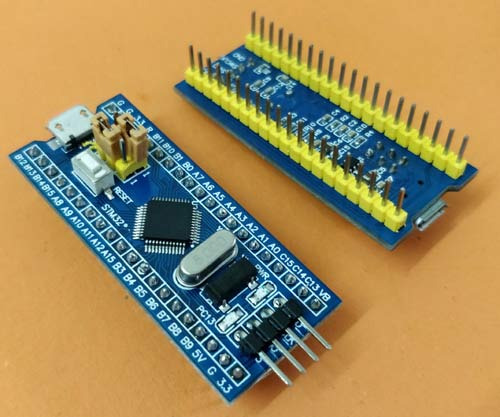 G G 3.3 R B11 B10 B1 B0 A7 A6 A5 A4 A3 A2 A1 A0 C15 C14 C13 VB
RESET
STM32
PC13
PWR
B12 B13 B14 B15 A8 A9 A10 A11 A12 A15 B3 B4 B5 B6 B7 B8 B9 5V G 3.3